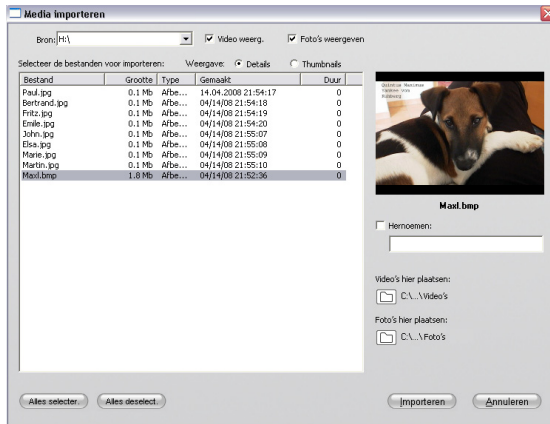 Media importeren
Bron: H:\
Video weerg.
Foto's weergeven
Selecteer de bestanden voor importeren:
Weergave:
Details
Thumbnails
Bestand Grootte Type Gemaakt Duur
Paul.jpg 0.1 Mb Afbe... 14.04.2008 21:54:17 0
Bertrand.jpg 0.1 Mb Afbe... 04/14/08 21:54:18 0
Fritz.jpg 0.1 Mb Afbe... 04/14/08 21:54:19 0
Emile.jpg 0.1 Mb Afbe... 04/14/08 21:54:20 0
John.jpg 0.1 Mb Afbe... 04/14/08 21:55:07 0
Elsa.jpg 0.1 Mb Afbe... 04/14/08 21:55:08 0
Marie.jpg 0.1 Mb Afbe... 04/14/08 21:55:09 0
Martin.jpg 0.1 Mb Afbe... 04/14/08 21:55:10 0
Maxl.bmp 1.8 Mb Afbe... 04/14/08 21:52:36 0
Maximus
Maxl.bmp
Hernoemen:
Video's hier plaatsen:
C:\...\Video's
Foto's hier plaatsen:
C:\...\Foto's
Alles selecter.
Alles deselect.
Importeren
Annuleren